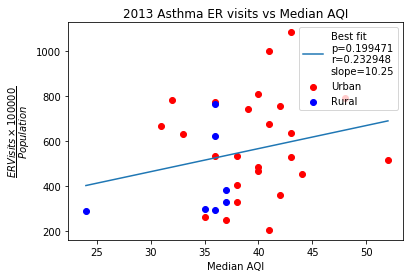 2013 Asthma ER visits vs Median AQI
Best fit
p=0.199471
r=0.232948
slope=10.25
Urban
Rural
ERVisits × 100000
Population
1000
800
600
400
200
25
30
35
40
45
50
Median AQI